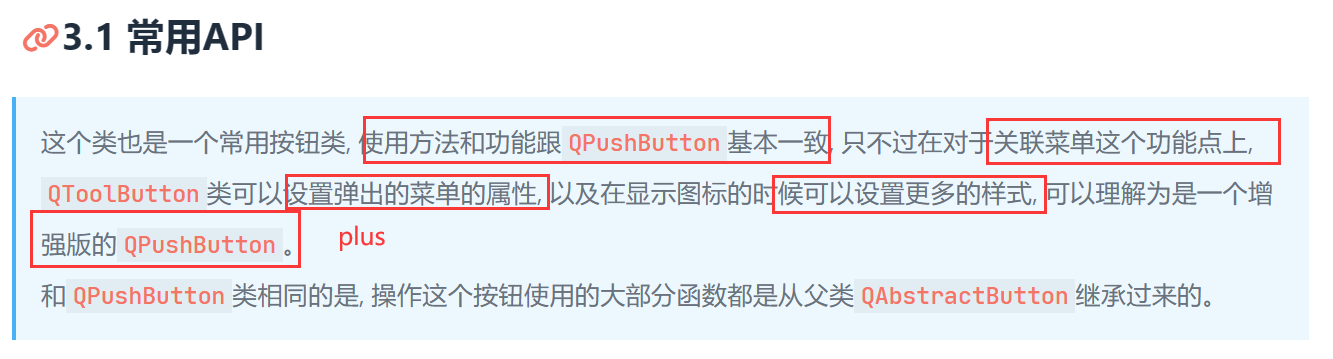 3.1 常用API
这个类也是一个常用按钮类, 使用方法和功能跟 QPushButton 基本一致, 只不过在对于关联菜单这个功能点上,
QToolButton 类可以设置弹出的菜单的属性, 以及在显示图标的时候可以设置更多的样式, 可以理解为是一个增
强版的 QPushButton 。
plus
和 QPushButton 类相同的是, 操作这个按钮使用的大部分函数都是从父类 QAbstractButton 继承过来的。